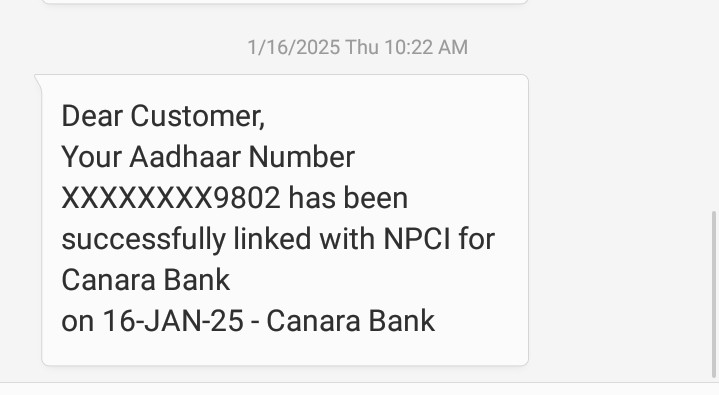 1/16/2025 Thu 10:22 AM
Dear Customer,
Your Aadhaar Number
XXXXXXXX9802 has been
successfully linked with NPCI for
Canara Bank
on 16-JAN-25 - Canara Bank